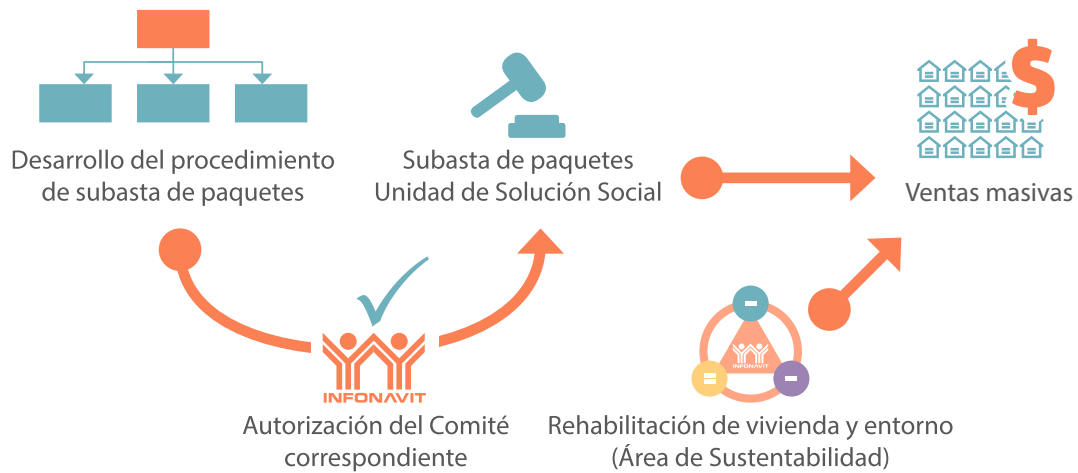 Desarrollo del procedimiento
de subasta de paquetes
Subasta de paquetes
Unidad de Solución Social
$
Ventas masivas
INFONAVIT
Autorización del Comité
correspondiente
INFONAVIT
Rehabilitación de vivienda y entorno
(Área de Sustentabilidad)